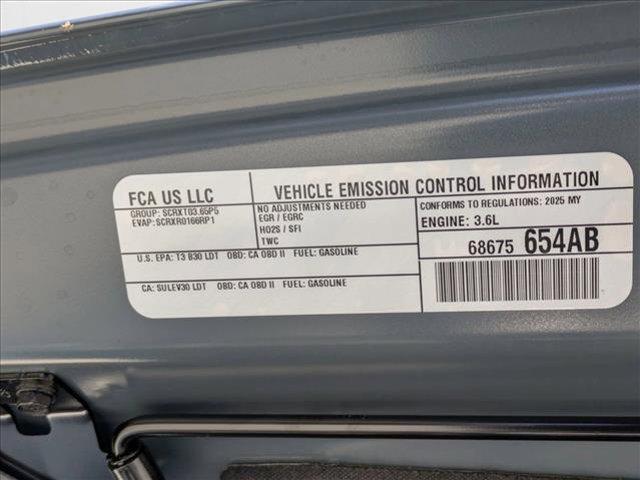 FCA US LLC
GROUP: SCRXT03.65P5
EVAP: SCRXR0166RP1
VEHICLE EMISSION CONTROL INFORMATION
NO ADJUSTMENTS NEEDED
EGR / EGRC
HO2S / SFI
TWC
CONFORMS TO REGULATIONS: 2025 MY
ENGINE: 3.6L
U.S. EPA: T3 B30 LDT OBD: CA OBD II FUEL: GASOLINE
CA: SULEV30 LDT OBD: CA OBD II FUEL: GASOLINE
68675 654AB